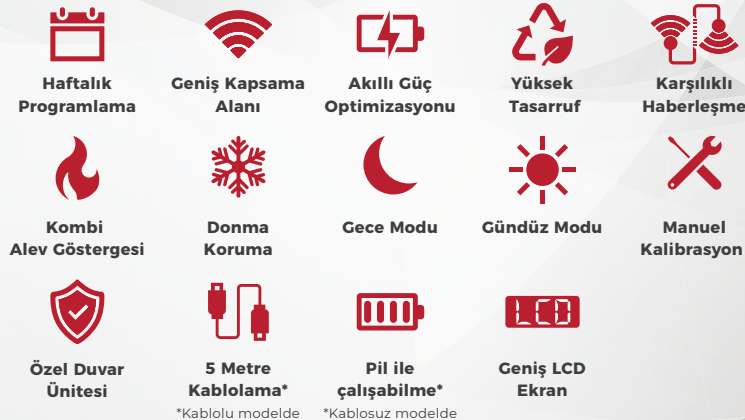 Haftalık
Programlama
Geniş Kapsama
Alanı
Akıllı Güç
Optimizasyonu
Yüksek
Tasarruf
Karşılıklı
Haberleşme
Kombi
Alev Göstergesi
Donma
Koruma
Gece Modu
Gündüz Modu
Manuel
Kalibrasyon
Özel Duvar
Ünitesi
5 Metre
Kablolama*
*Kablolu modelde
Pil ile
çalışabilme*
*Kablosuz modelde
LCD
Geniş LCD
Ekran